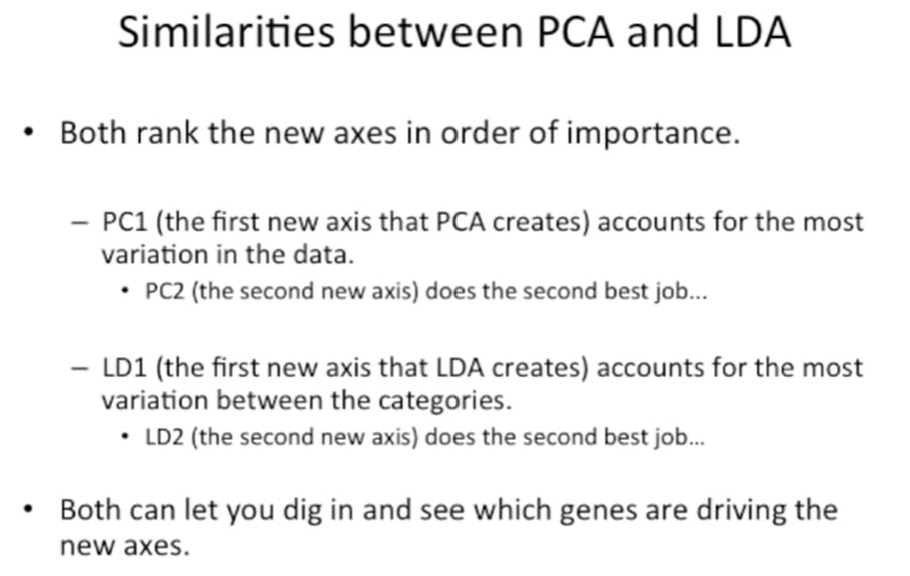 Similarities between PCA and LDA
• Both rank the new axes in order of importance.
– PC1 (the first new axis that PCA creates) accounts for the most
variation in the data.
• PC2 (the second new axis) does the second best job...
– LD1 (the first new axis that LDA creates) accounts for the most
variation between the categories.
• LD2 (the second new axis) does the second best job...
• Both can let you dig in and see which genes are driving the
new axes.